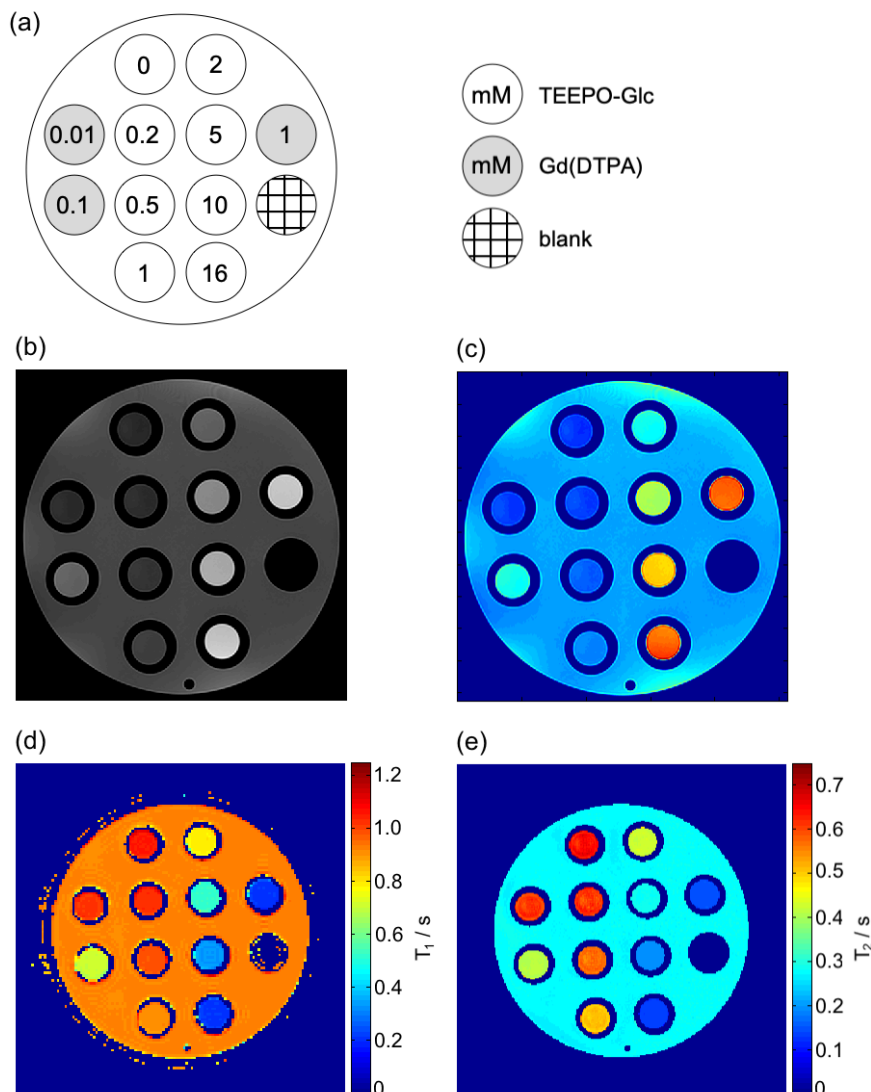 (a)
0 2
0.01 0.2 5 1
0.1 0.5 10
1 16
mM TEEPO-Glc
mM Gd(DTPA)
blank
(b)
(c)
(d)
1.2
1.0
0.8
0.6
0.4
0.2
0
T₁ / s
(e)
0.7
0.6
0.5
0.4
0.3
0.2
0.1
0
T₂ / s